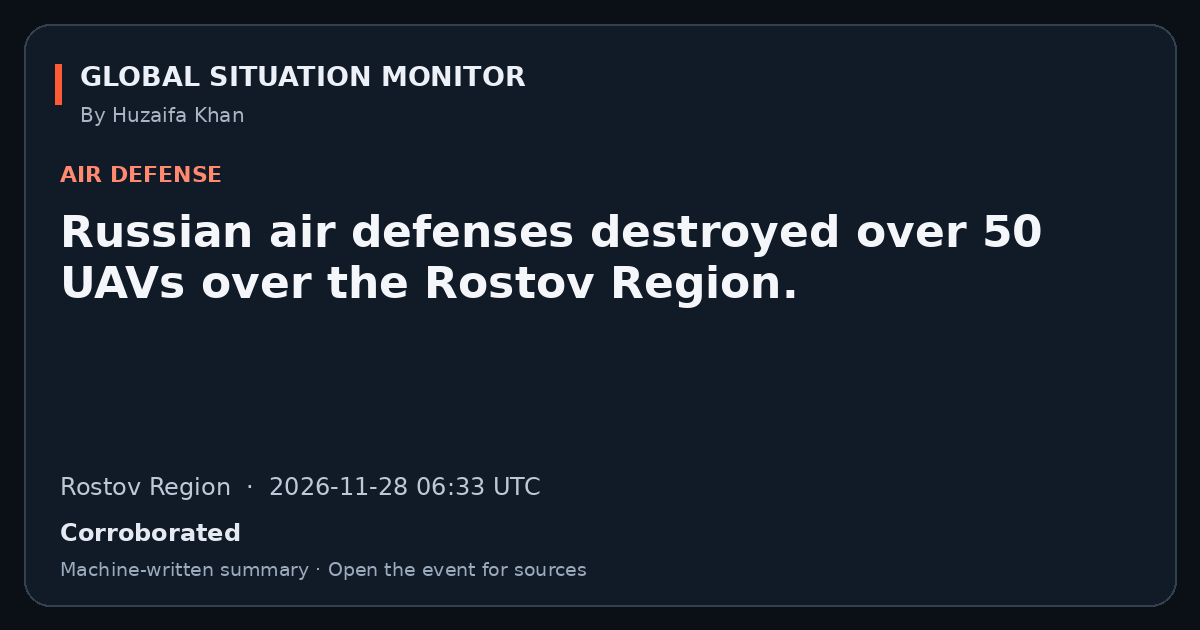 GLOBAL SITUATION MONITOR
By Huzaifa Khan
AIR DEFENSE
Russian air defenses destroyed over 50
UAVs over the Rostov Region.
Rostov Region · 2026-11-28 06:33 UTC
Corroborated
Machine-written summary · Open the event for sources